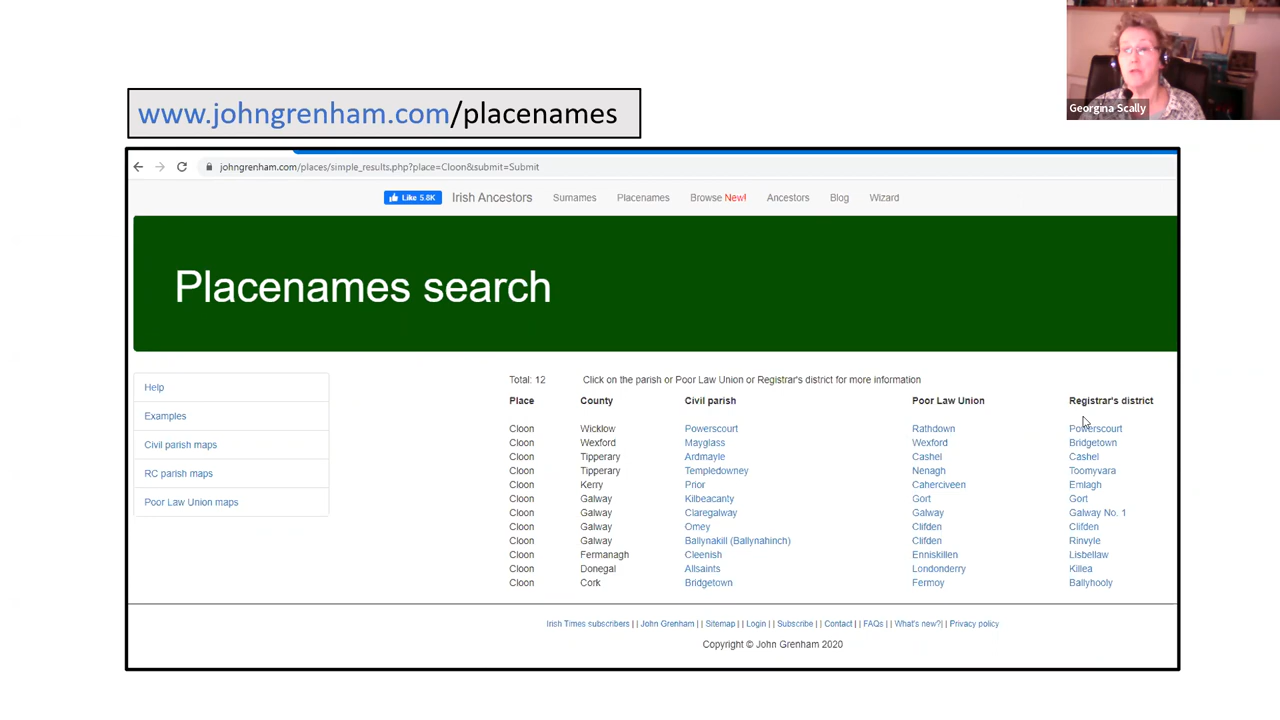 Georgina Scally
www.johngrenham.com/placenames
johngrenham.com/places/simple_results.php?place=Cloon&submit=Submit
Like 5.8K Irish Ancestors Surnames Placenames Browse New! Ancestors Blog Wizard
Placenames search
Help
Examples
Civil parish maps
RC parish maps
Poor Law Union maps
Total: 12 Click on the parish or Poor Law Union or Registrar's district for more information
Place County Civil parish Poor Law Union Registrar's district
Cloon Wicklow Powerscourt Rathdown Powerscourt
Cloon Wexford Mayglass Wexford Bridgetown
Cloon Tipperary Ardmayle Cashel Cashel
Cloon Tipperary Templedowney Nenagh Toomyvara
Cloon Kerry Prior Caherciveen Emlagh
Cloon Galway Kilbeacanty Gort Gort
Cloon Galway Claregalway Galway Galway No. 1
Cloon Galway Omey Clifden Clifden
Cloon Galway Ballynakill (Ballynahinch) Clifden Rinvyle
Cloon Fermanagh Cleenish Enniskillen Lisbellaw
Cloon Donegal Allsaints Londonderry Killea
Cloon Cork Bridgetown Fermoy Ballyhooly
Irish Times subscribers | | John Grenham | | Sitemap | | Login | | Subscribe | | Contact | | FAQs | | What's new?| | Privacy policy
Copyright © John Grenham 2020